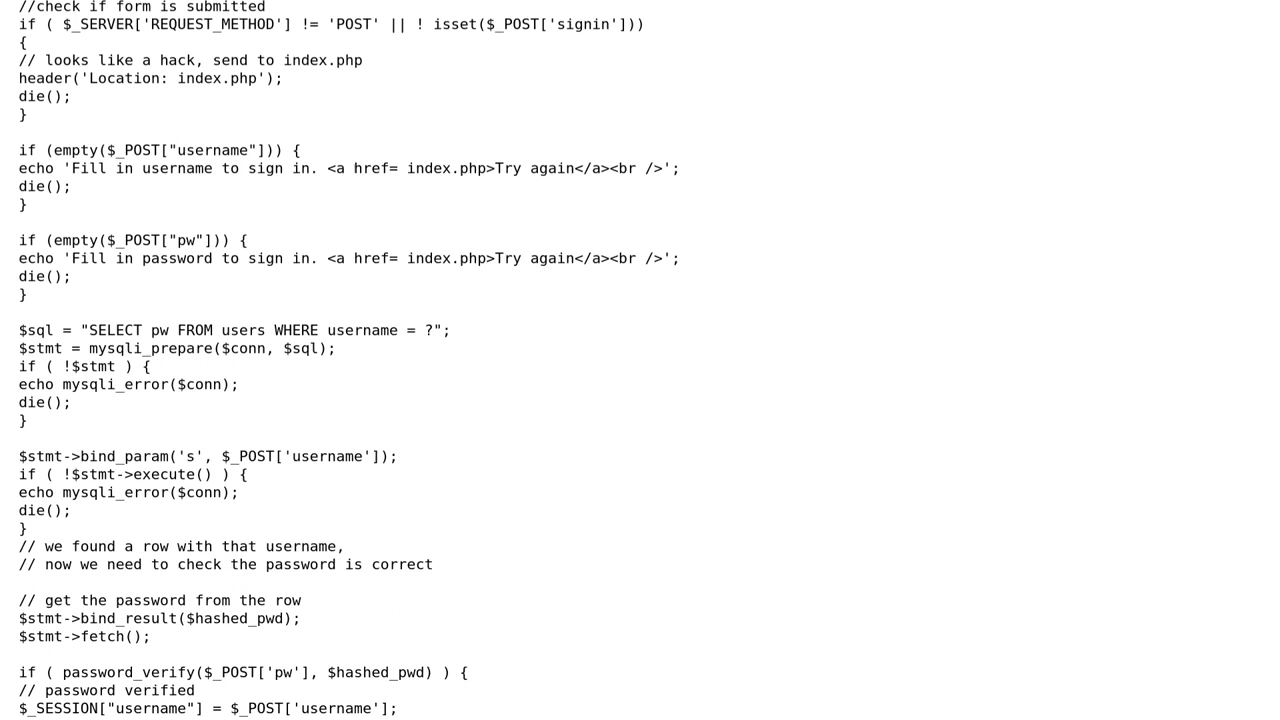 //check if form is submitted
if ( $_SERVER['REQUEST_METHOD'] != 'POST' || ! isset($_POST['signin']))
{
// looks like a hack, send to index.php
header('Location: index.php');
die();
}

if (empty($_POST["username"])) {
echo 'Fill in username to sign in. <a href= index.php>Try again</a><br />';
die();
}

if (empty($_POST["pw"])) {
echo 'Fill in password to sign in. <a href= index.php>Try again</a><br />';
die();
}

$sql = "SELECT pw FROM users WHERE username = ?";
$stmt = mysqli_prepare($conn, $sql);
if ( !$stmt ) {
echo mysqli_error($conn);
die();
}

$stmt->bind_param('s', $_POST['username']);
if ( !$stmt->execute() ) {
echo mysqli_error($conn);
die();
}
// we found a row with that username,
// now we need to check the password is correct

// get the password from the row
$stmt->bind_result($hashed_pwd);
$stmt->fetch();

if ( password_verify($_POST['pw'], $hashed_pwd) ) {
// password verified
$_SESSION["username"] = $_POST['username'];